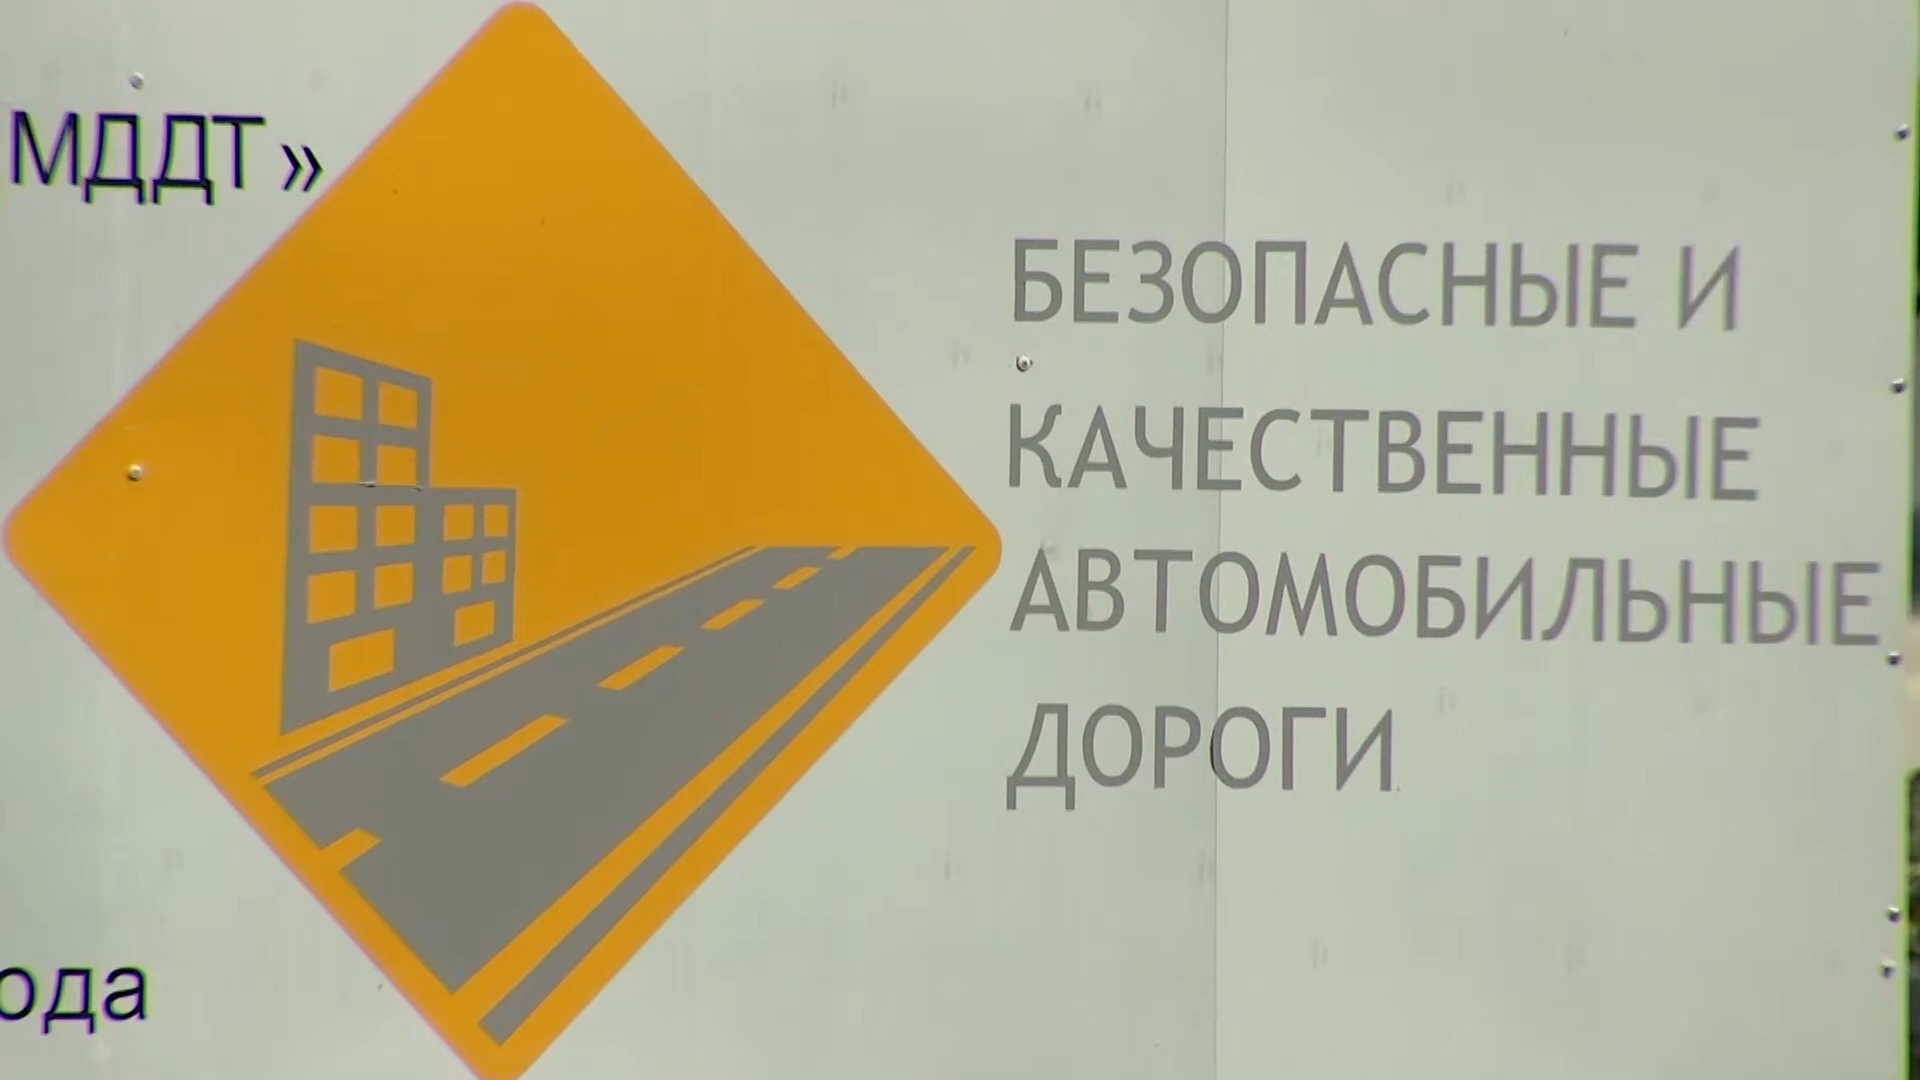 МДДТ»
БЕЗОПАСНЫЕ И
КАЧЕСТВЕННЫЕ
АВТОМОБИЛЬНЫЕ
ДОРОГИ
ода